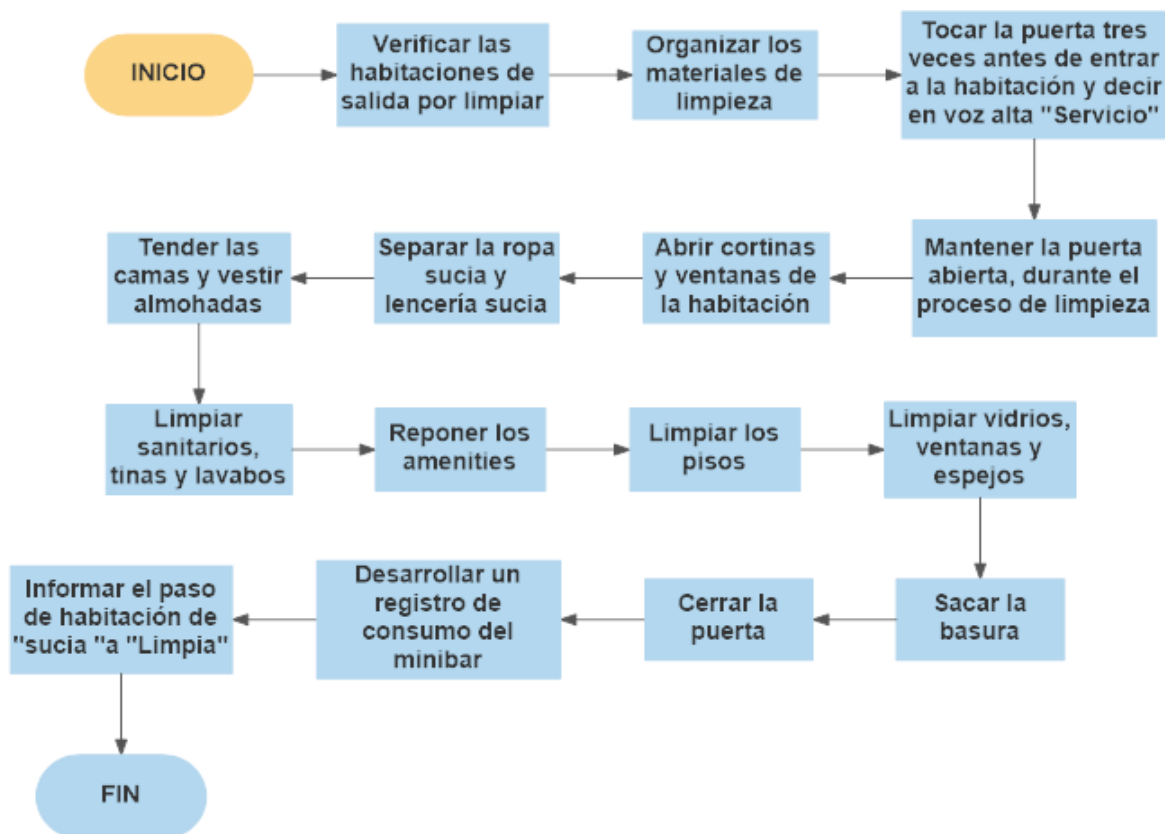 INICIO
Verificar las
habitaciones de
salida por limpiar
Organizar los
materiales de
limpieza
Tocar la puerta tres
veces antes de entrar
a la habitación y decir
en voz alta "Servicio"
Mantener la puerta
abierta, durante el
proceso de limpieza
Abrir cortinas
y ventanas de
la habitación
Separar la ropa
sucia y
lencería sucia
Tender las
camas y vestir
almohadas
Limpiar
sanitarios,
tinas y lavabos
Reponer los
amenities
Limpiar los
pisos
Limpiar vidrios,
ventanas y
espejos
Sacar la
basura
Cerrar la
puerta
Desarrollar un
registro de
consumo del
minibar
Informar el paso
de habitación de
"sucia "a "Limpia"
FIN